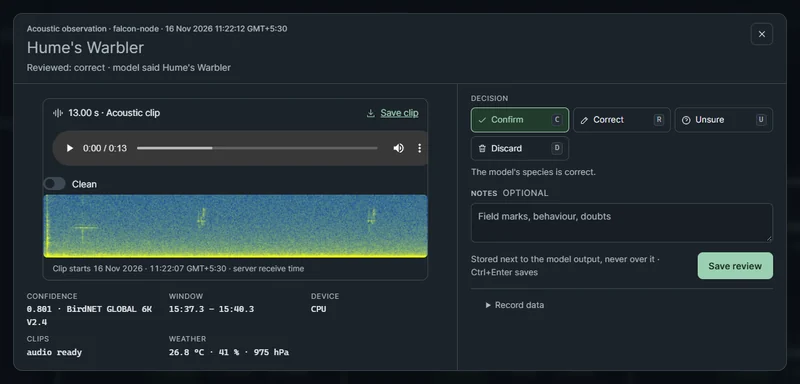 Acoustic observation · falcon-node · 16 Nov 2026 11:22:12 GMT+5:30
Hume's Warbler
Reviewed: correct · model said Hume's Warbler
13.00 s · Acoustic clip
Save clip
0:00 / 0:13
Clean
Clip starts 16 Nov 2026 · 11:22:07 GMT+5:30 · server receive time
CONFIDENCE
0.801 · BirdNET GLOBAL 6K
V2.4
WINDOW
15:37.3 – 15:40.3
DEVICE
CPU
CLIPS
audio ready
WEATHER
26.8 °C · 41 % · 975 hPa
DECISION
Confirm C
Correct R
Unsure U
Discard D
The model's species is correct.
NOTES OPTIONAL
Field marks, behaviour, doubts
Stored next to the model output, never over it ·
Ctrl+Enter saves
Save review
Record data